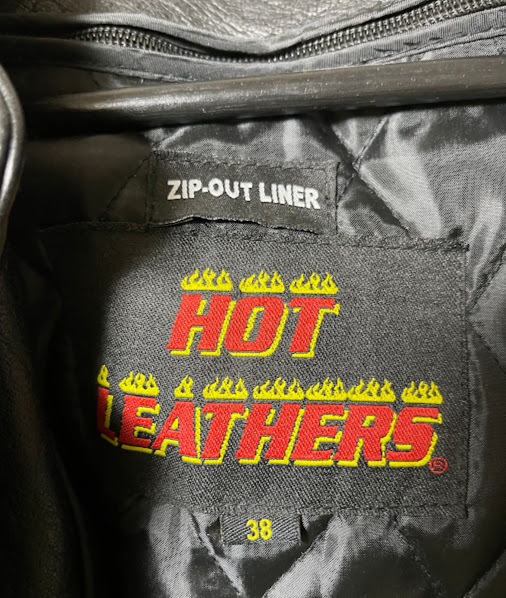 ZIP-OUT LINER
HOT
LEATHERS®
38